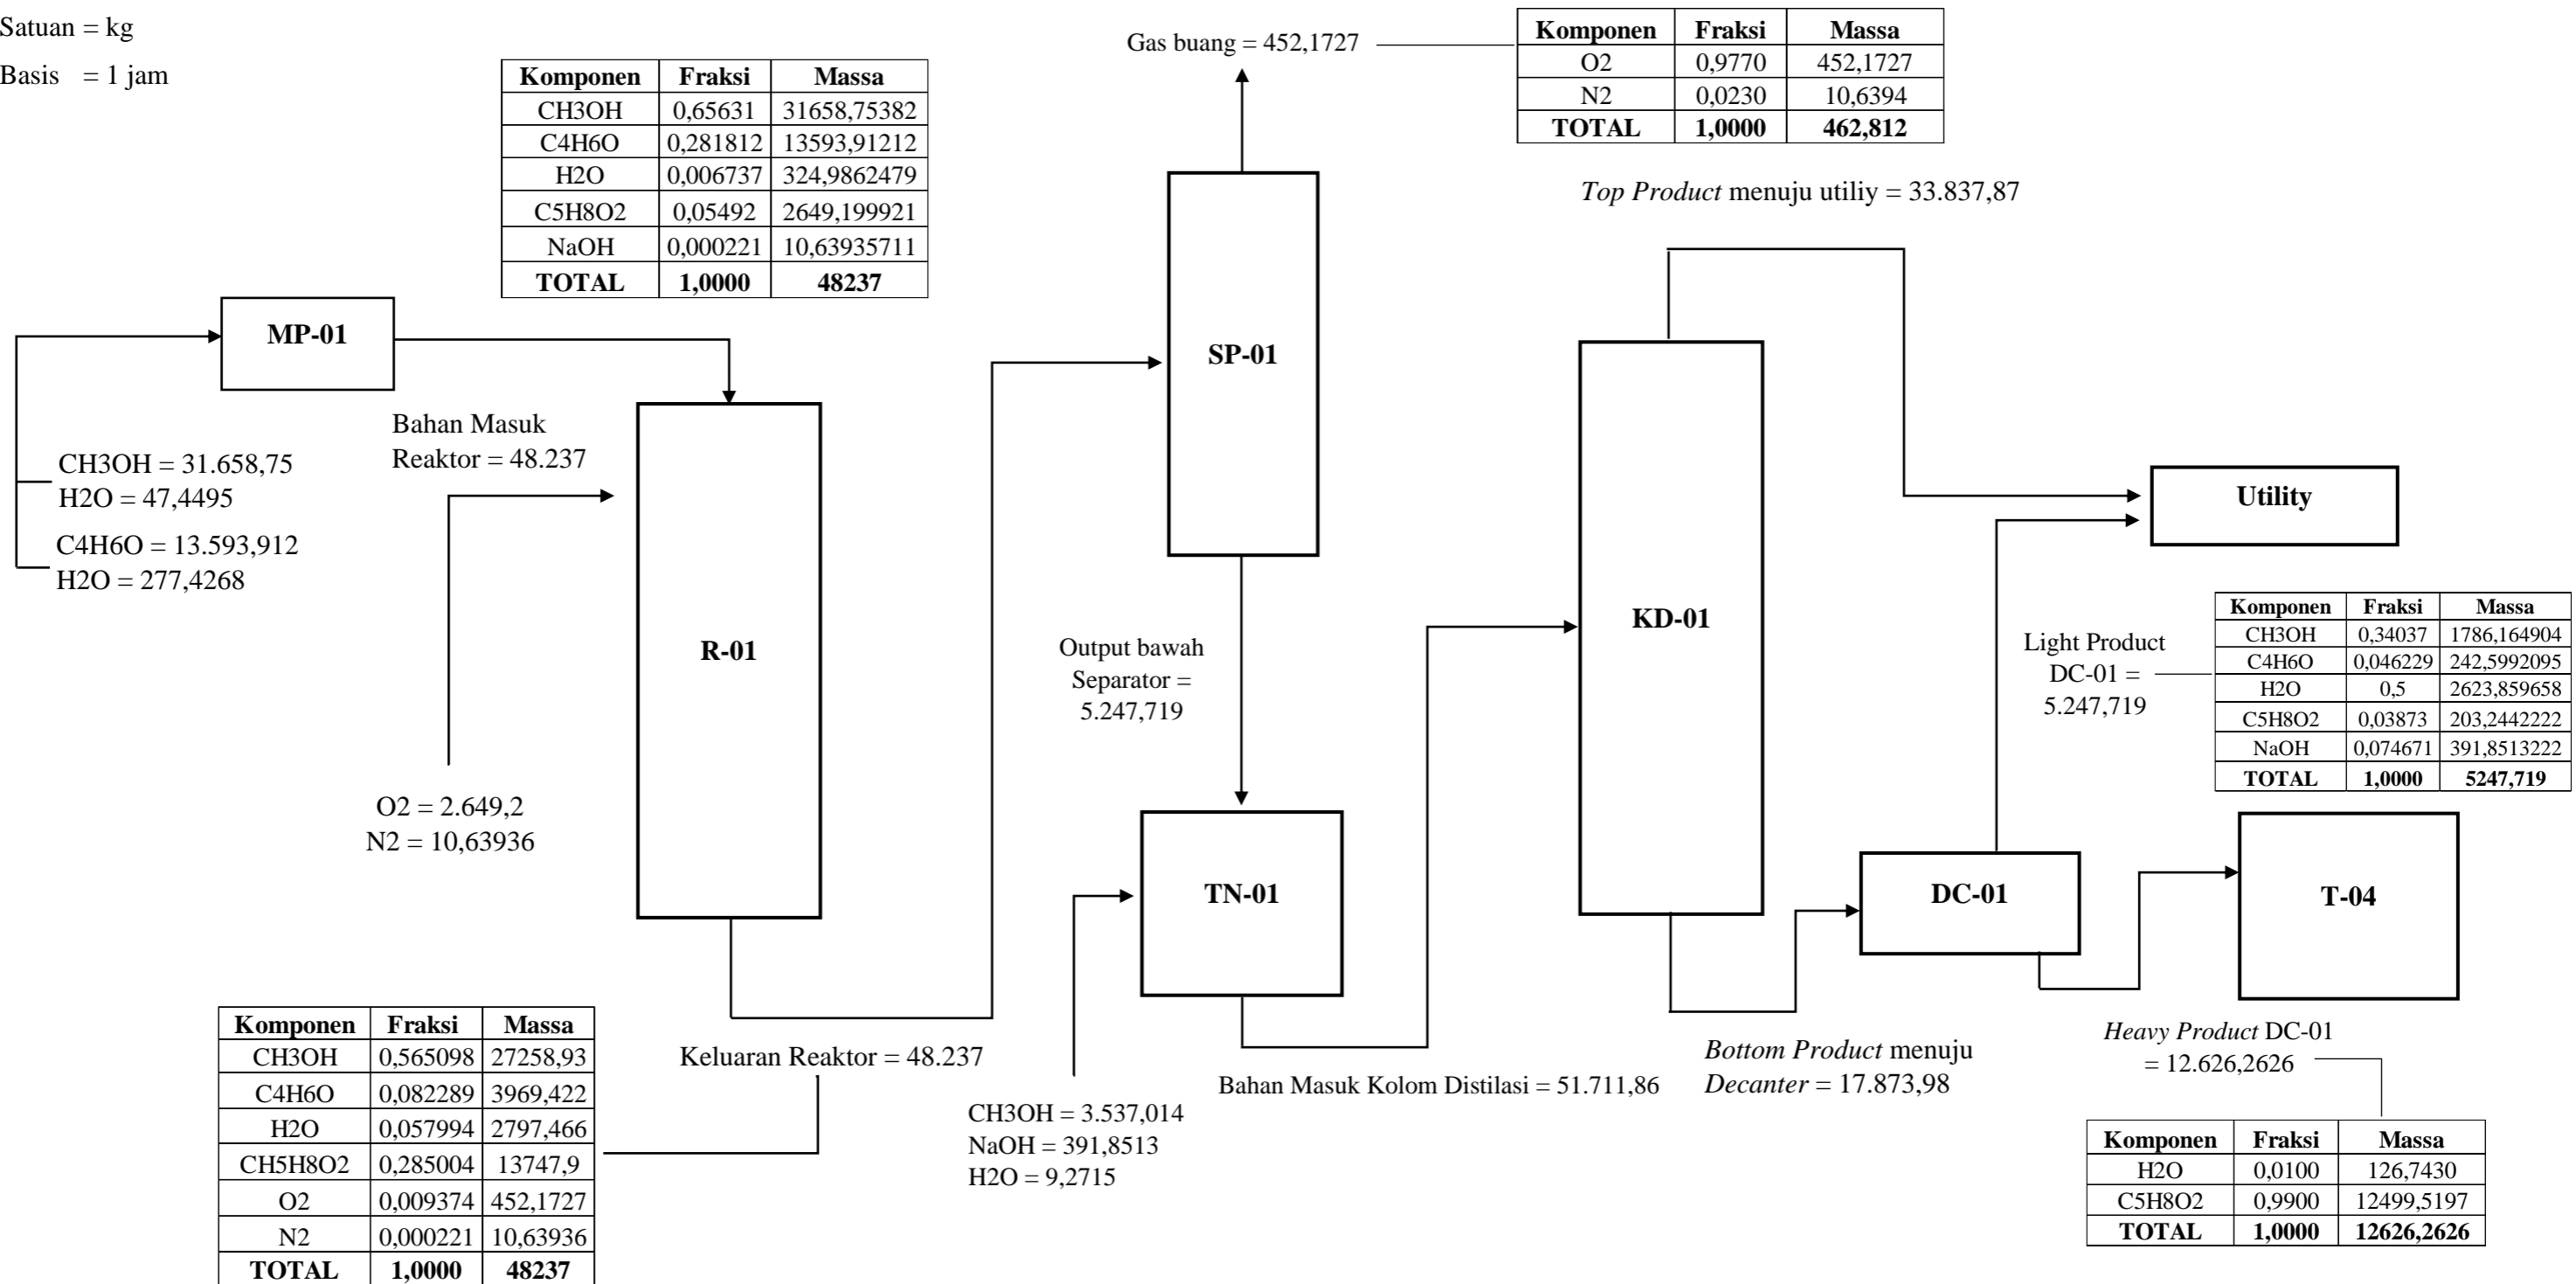 Satuan = kg
Basis = 1 jam
Komponen Fraksi Massa
CH3OH 0,65631 31658,75382
C4H6O 0,281812 13593,91212
H2O 0,006737 324,9862479
C5H8O2 0,05492 2649,199921
NaOH 0,000221 10,63935711
TOTAL 1,0000 48237
Gas buang = 452,1727
Komponen Fraksi Massa
O2 0,9770 452,1727
N2 0,0230 10,6394
TOTAL 1,0000 462,812
Top Product menuju utiliy = 33.837,87
MP-01
CH3OH = 31.658,75
H2O = 47,4495
C4H6O = 13.593,912
H2O = 277,4268
Bahan Masuk
Reaktor = 48.237
O2 = 2.649,2
N2 = 10,63936
R-01
SP-01
KD-01
Utility
Output bawah
Separator =
5.247,719
Light Product
DC-01 =
5.247,719
Komponen Fraksi Massa
CH3OH 0,34037 1786,164904
C4H6O 0,046229 242,5992095
H2O 0,5 2623,859658
C5H8O2 0,03873 203,2442222
NaOH 0,074671 391,8513222
TOTAL 1,0000 5247,719
TN-01
DC-01
T-04
Komponen Fraksi Massa
CH3OH 0,565098 27258,93
C4H6O 0,082289 3969,422
H2O 0,057994 2797,466
CH5H8O2 0,285004 13747,9
O2 0,009374 452,1727
N2 0,000221 10,63936
TOTAL 1,0000 48237
Keluaran Reaktor = 48.237
CH3OH = 3.537,014
NaOH = 391,8513
H2O = 9,2715
Bahan Masuk Kolom Distilasi = 51.711,86
Bottom Product menuju
Decanter = 17.873,98
Heavy Product DC-01
= 12.626,2626
Komponen Fraksi Massa
H2O 0,0100 126,7430
C5H8O2 0,9900 12499,5197
TOTAL 1,0000 12626,2626